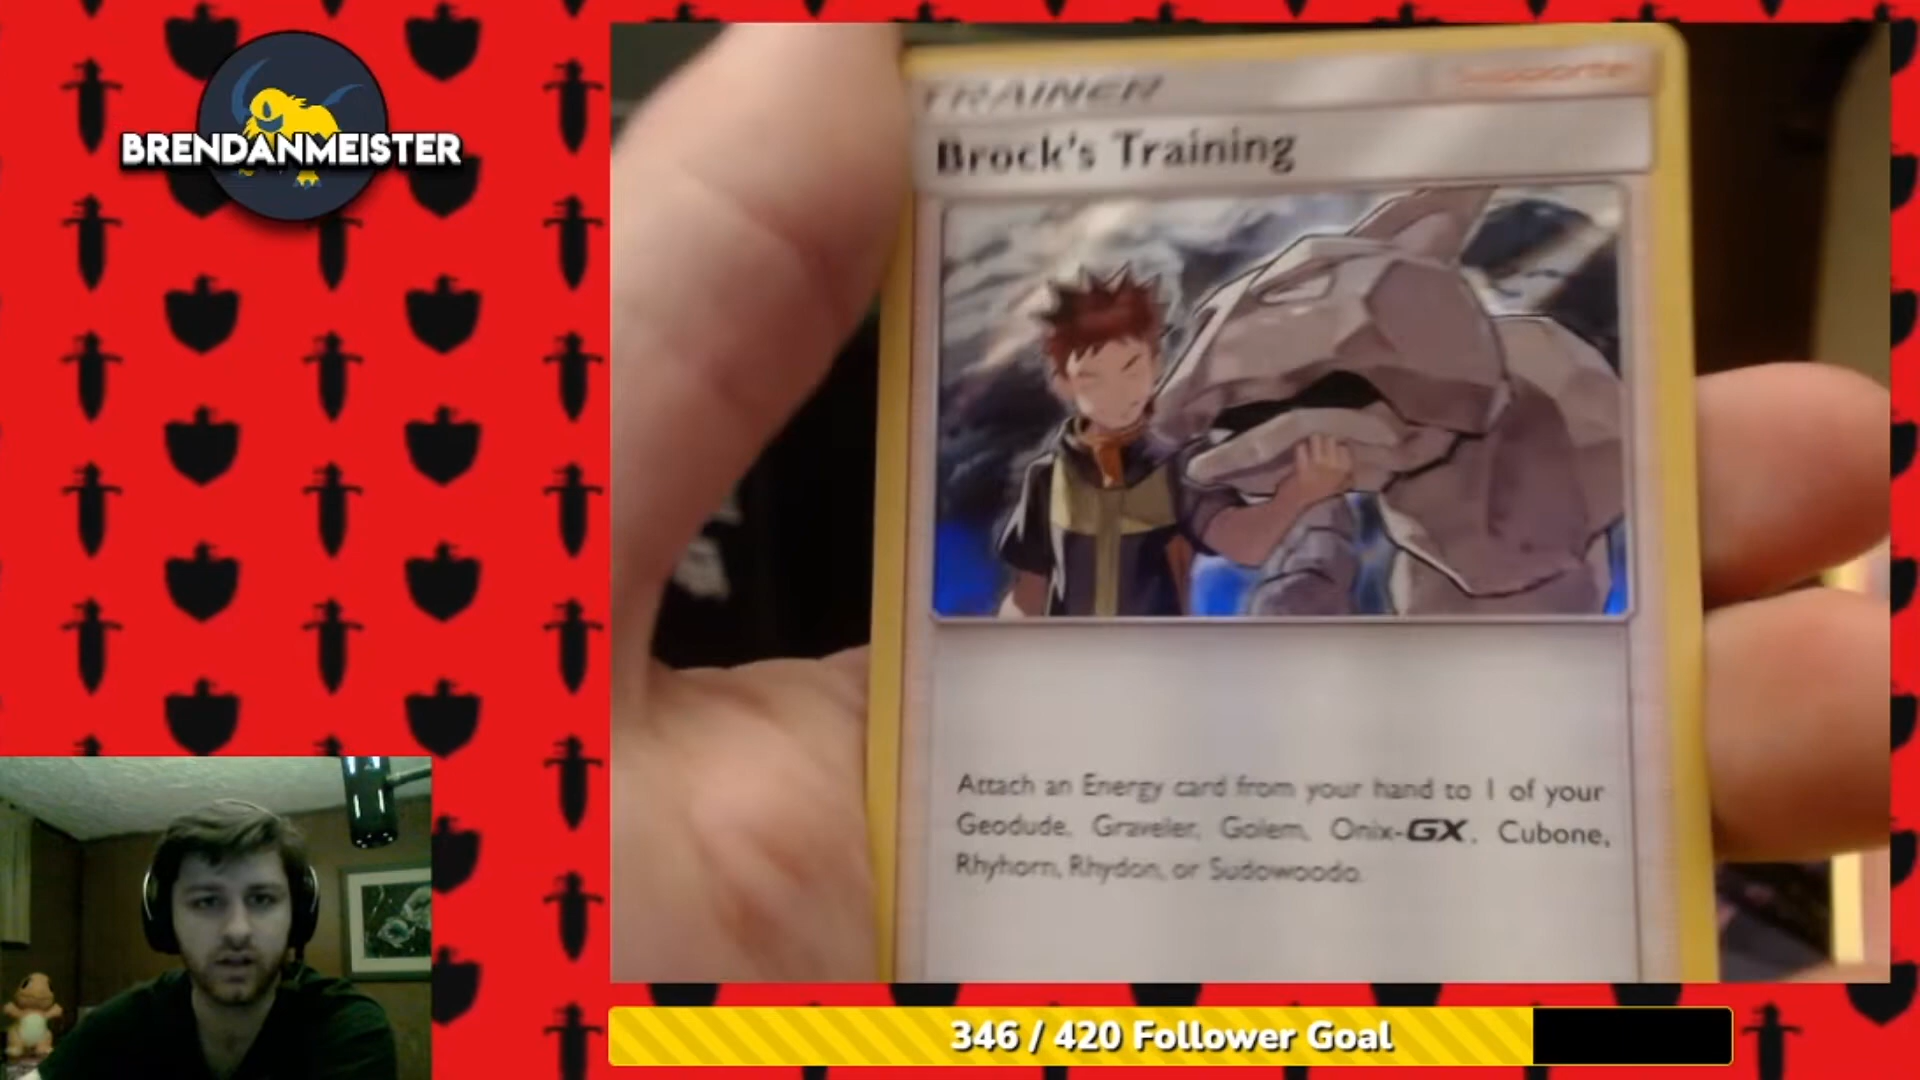 BRENDANMEISTER
TRAINER
Supporter
Brock's Training
Attach an Energy card from your hand to 1 of your
Geodude, Graveler, Golem, Onix-GX, Cubone,
Rhyhorn, Rhydon, or Sudowoodo.
346 / 420 Follower Goal